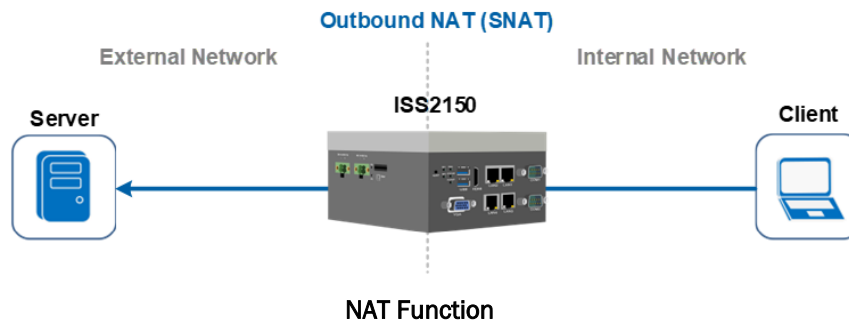 Outbound NAT (SNAT)
External Network
Internal Network
ISS2150
Server
Client
NAT Function